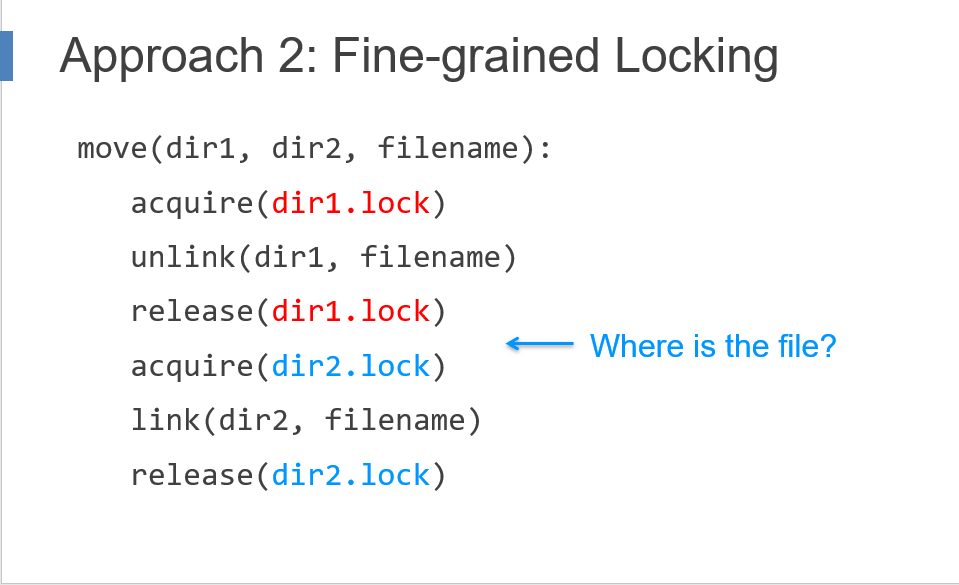 Approach 2: Fine-grained Locking
move(dir1, dir2, filename):
acquire(dir1.lock)
unlink(dir1, filename)
release(dir1.lock)
Where is the file?
acquire(dir2.lock)
link(dir2, filename)
release(dir2.lock)